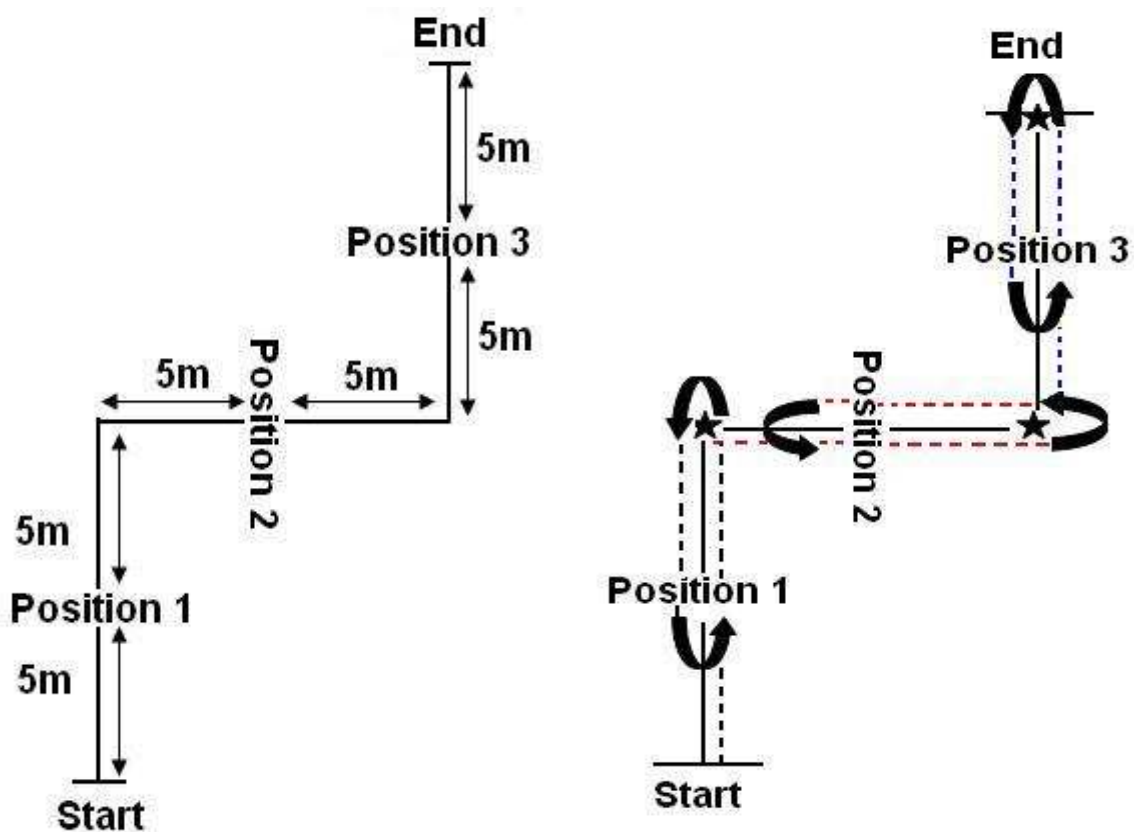 End
5m
Position 3
5m
5m
Position 2
5m
5m
Position 1
5m
Start
End
Position 3
Position 2
Position 1
Start